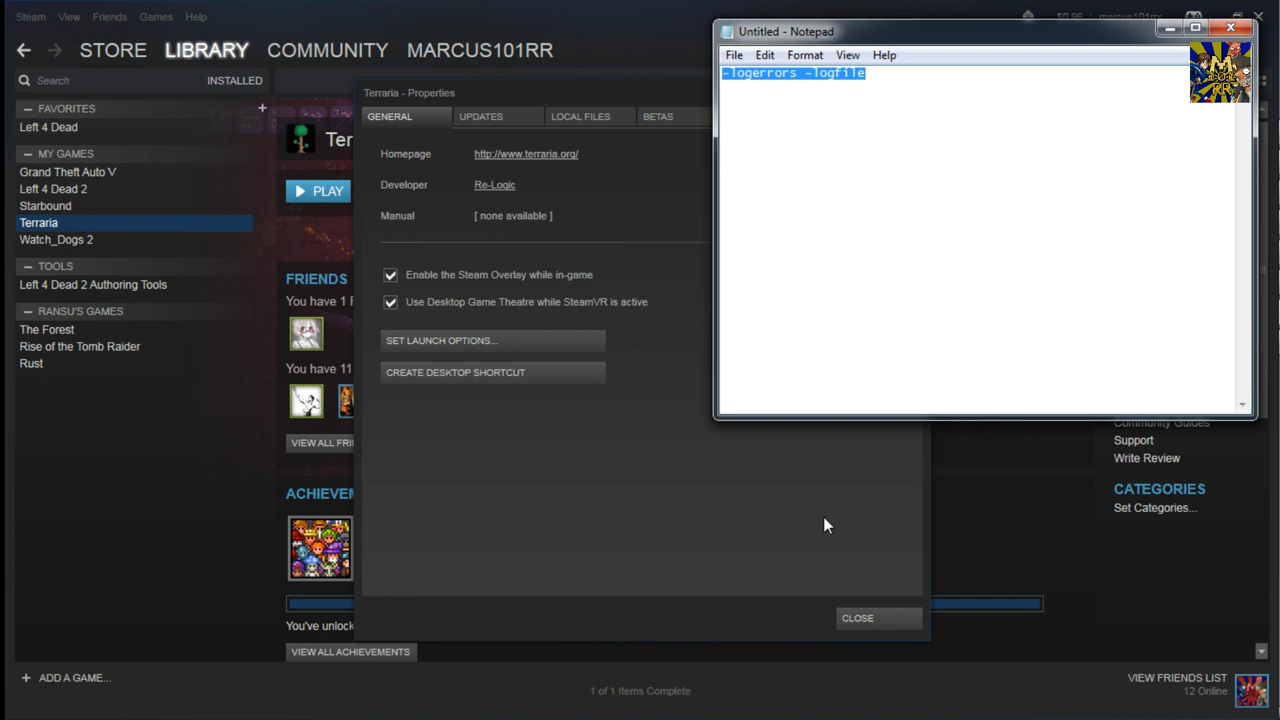 Steam View Friends Games Help
STORE LIBRARY COMMUNITY MARCUS101RR
Search INSTALLED
— FAVORITES
Left 4 Dead
— MY GAMES
Grand Theft Auto V
Left 4 Dead 2
Starbound
Terraria
Watch_Dogs 2
— TOOLS
Left 4 Dead 2 Authoring Tools
— RANSU'S GAMES
The Forest
Rise of the Tomb Raider
Rust
+ ADD A GAME...
Ter
PLAY
FRIENDS
You have 1
You have 11
VIEW ALL FRI
ACHIEVE
You've unlock
VIEW ALL ACHIEVEMENTS
Terraria - Properties
GENERAL UPDATES LOCAL FILES BETAS
Homepage http://www.terraria.org/
Developer Re-Logic
Manual [ none available ]
Enable the Steam Overlay while in-game
Use Desktop Game Theatre while SteamVR is active
SET LAUNCH OPTIONS...
CREATE DESKTOP SHORTCUT
CLOSE
Untitled - Notepad
File Edit Format View Help
-logerrors -logfile
M
RR
Community Guides
Support
Write Review
CATEGORIES
Set Categories...
1 of 1 Items Complete
VIEW FRIENDS LIST
12 Online